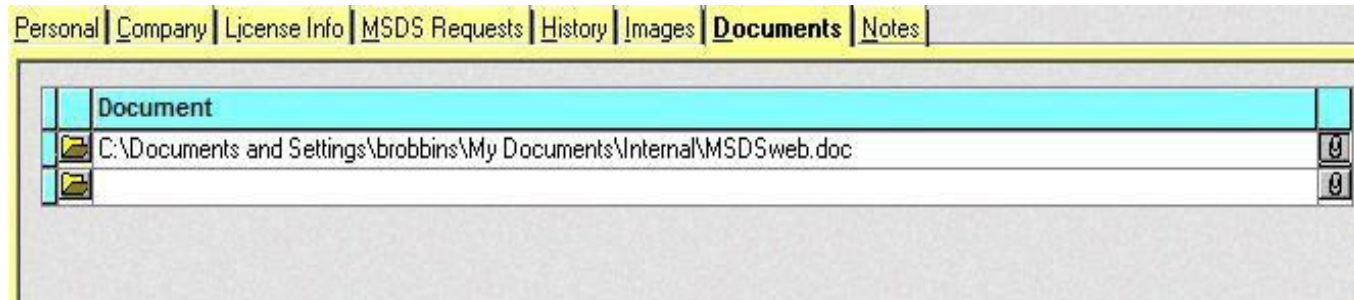 Personal Company License Info MSDS Requests History Images Documents Notes
Document
C:\Documents and Settings\brobbins\My Documents\Internal\MSDSweb.doc